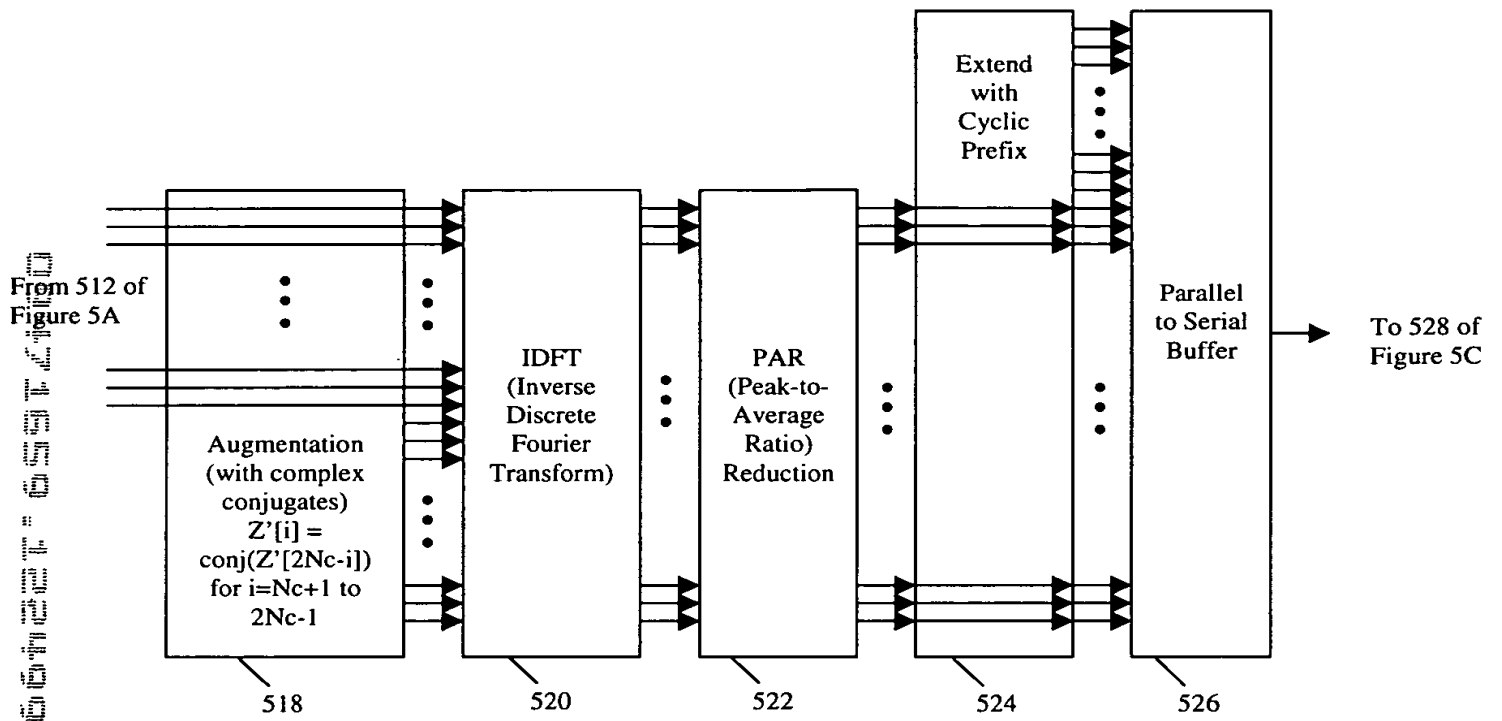 From 512 of
Figure 5A
Augmentation
(with complex
conjugates)
Z'[i] =
conj(Z'[2Nc-i])
for i=Nc+1 to
2Nc-1
518
IDFT
(Inverse
Discrete
Fourier
Transform)
520
PAR
(Peak-to-
Average
Ratio)
Reduction
522
Extend
with
Cyclic
Prefix
524
Parallel
to Serial
Buffer
526
To 528 of
Figure 5C